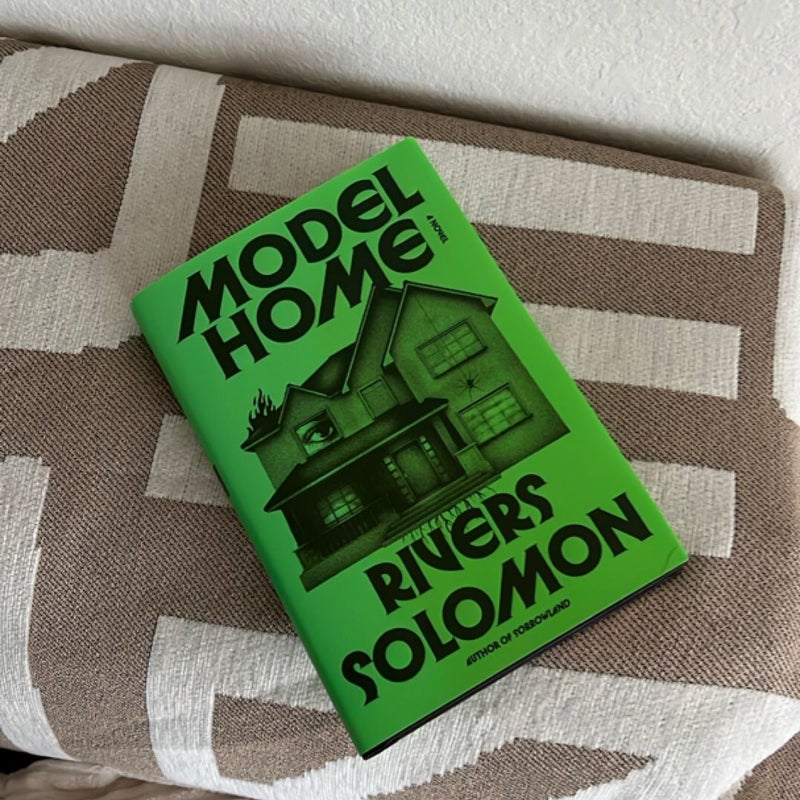 MODEL
HOME
A NOVEL
RIVERS
SOLOMON
AUTHOR OF SORROWLAND